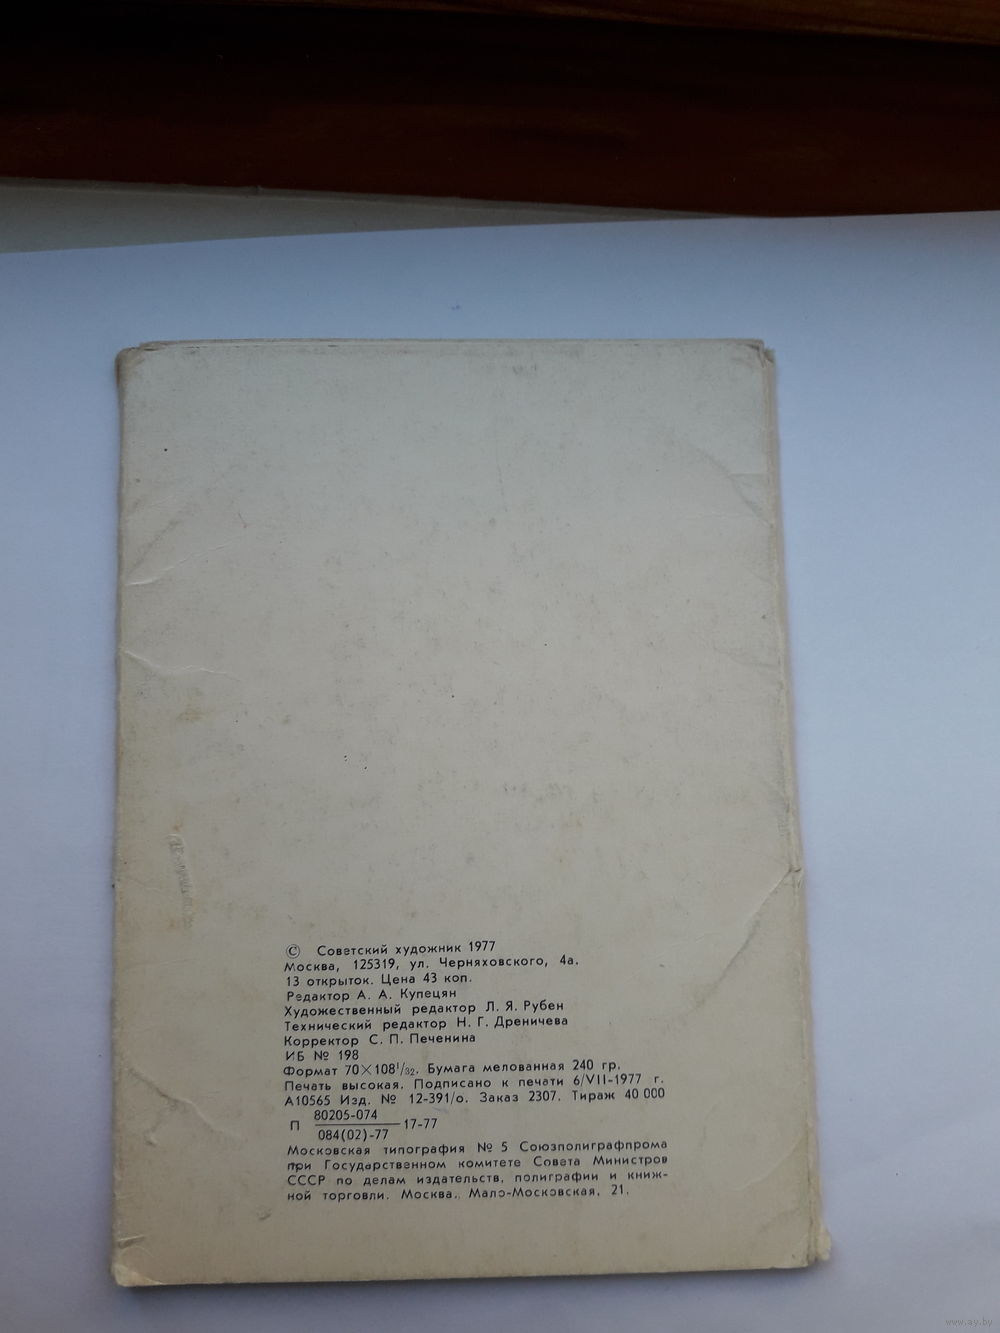 © Советский художник 1977
Москва, 125319, ул. Черняховского, 4а.
13 открыток. Цена 43 коп.
Редактор А. А. Купецян
Художественный редактор Л. Я. Рубен
Технический редактор Н. Г. Дреничева
Корректор С. П. Печенина
ИБ № 198
Формат 70×108¹/₃₂. Бумага мелованная 240 гр.
Печать высокая. Подписано к печати 6/VII-1977 г.
А10565 Изд. № 12-391/о. Заказ 2307. Тираж 40 000
80205-074
П 17-77
084(02)-77
Московская типография № 5 Союзполиграфпрома
при Государственном комитете Совета Министров
СССР по делам издательств, полиграфии и книж-
ной торговли. Москва, Мало-Московская, 21.
www.ay.by